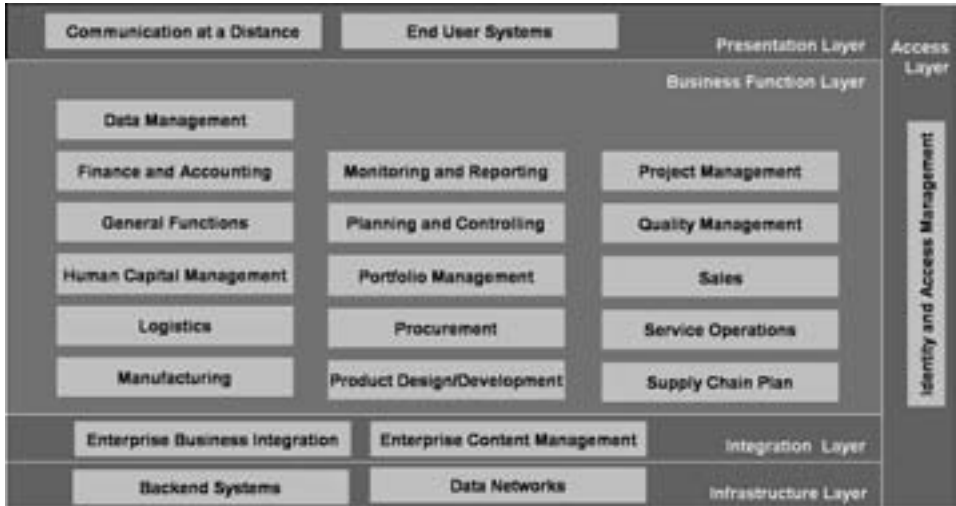 Communication at a Distance
End User Systems
Presentation Layer
Access
Layer
Business Function Layer
Data Management
Finance and Accounting
Monitoring and Reporting
Project Management
General Functions
Planning and Controlling
Quality Management
Human Capital Management
Portfolio Management
Sales
Logistics
Procurement
Service Operations
Manufacturing
Product Design/Development
Supply Chain Plan
Identity and Access Management
Enterprise Business Integration
Enterprise Content Management
Integration Layer
Backend Systems
Data Networks
Infrastructure Layer